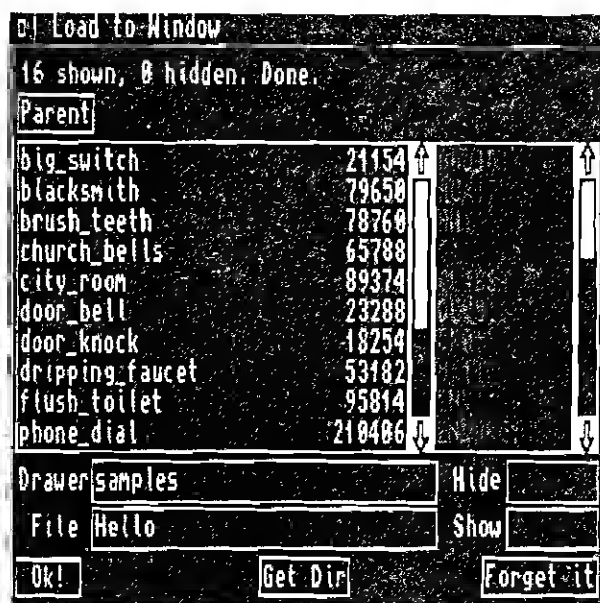 Load to Window
16 shown, 0 hidden. Done.
Parent
big_switch 21154
blacksmith 79650
brush_teeth 78760
church_bells 65788
city_room 89374
door_bell 23288
door_knock 18254
dripping_faucet 53182
flush_toilet 95814
phone_dial 210406
Drawer samples Hide
File Hello Show
Ok! Get Dir Forget it